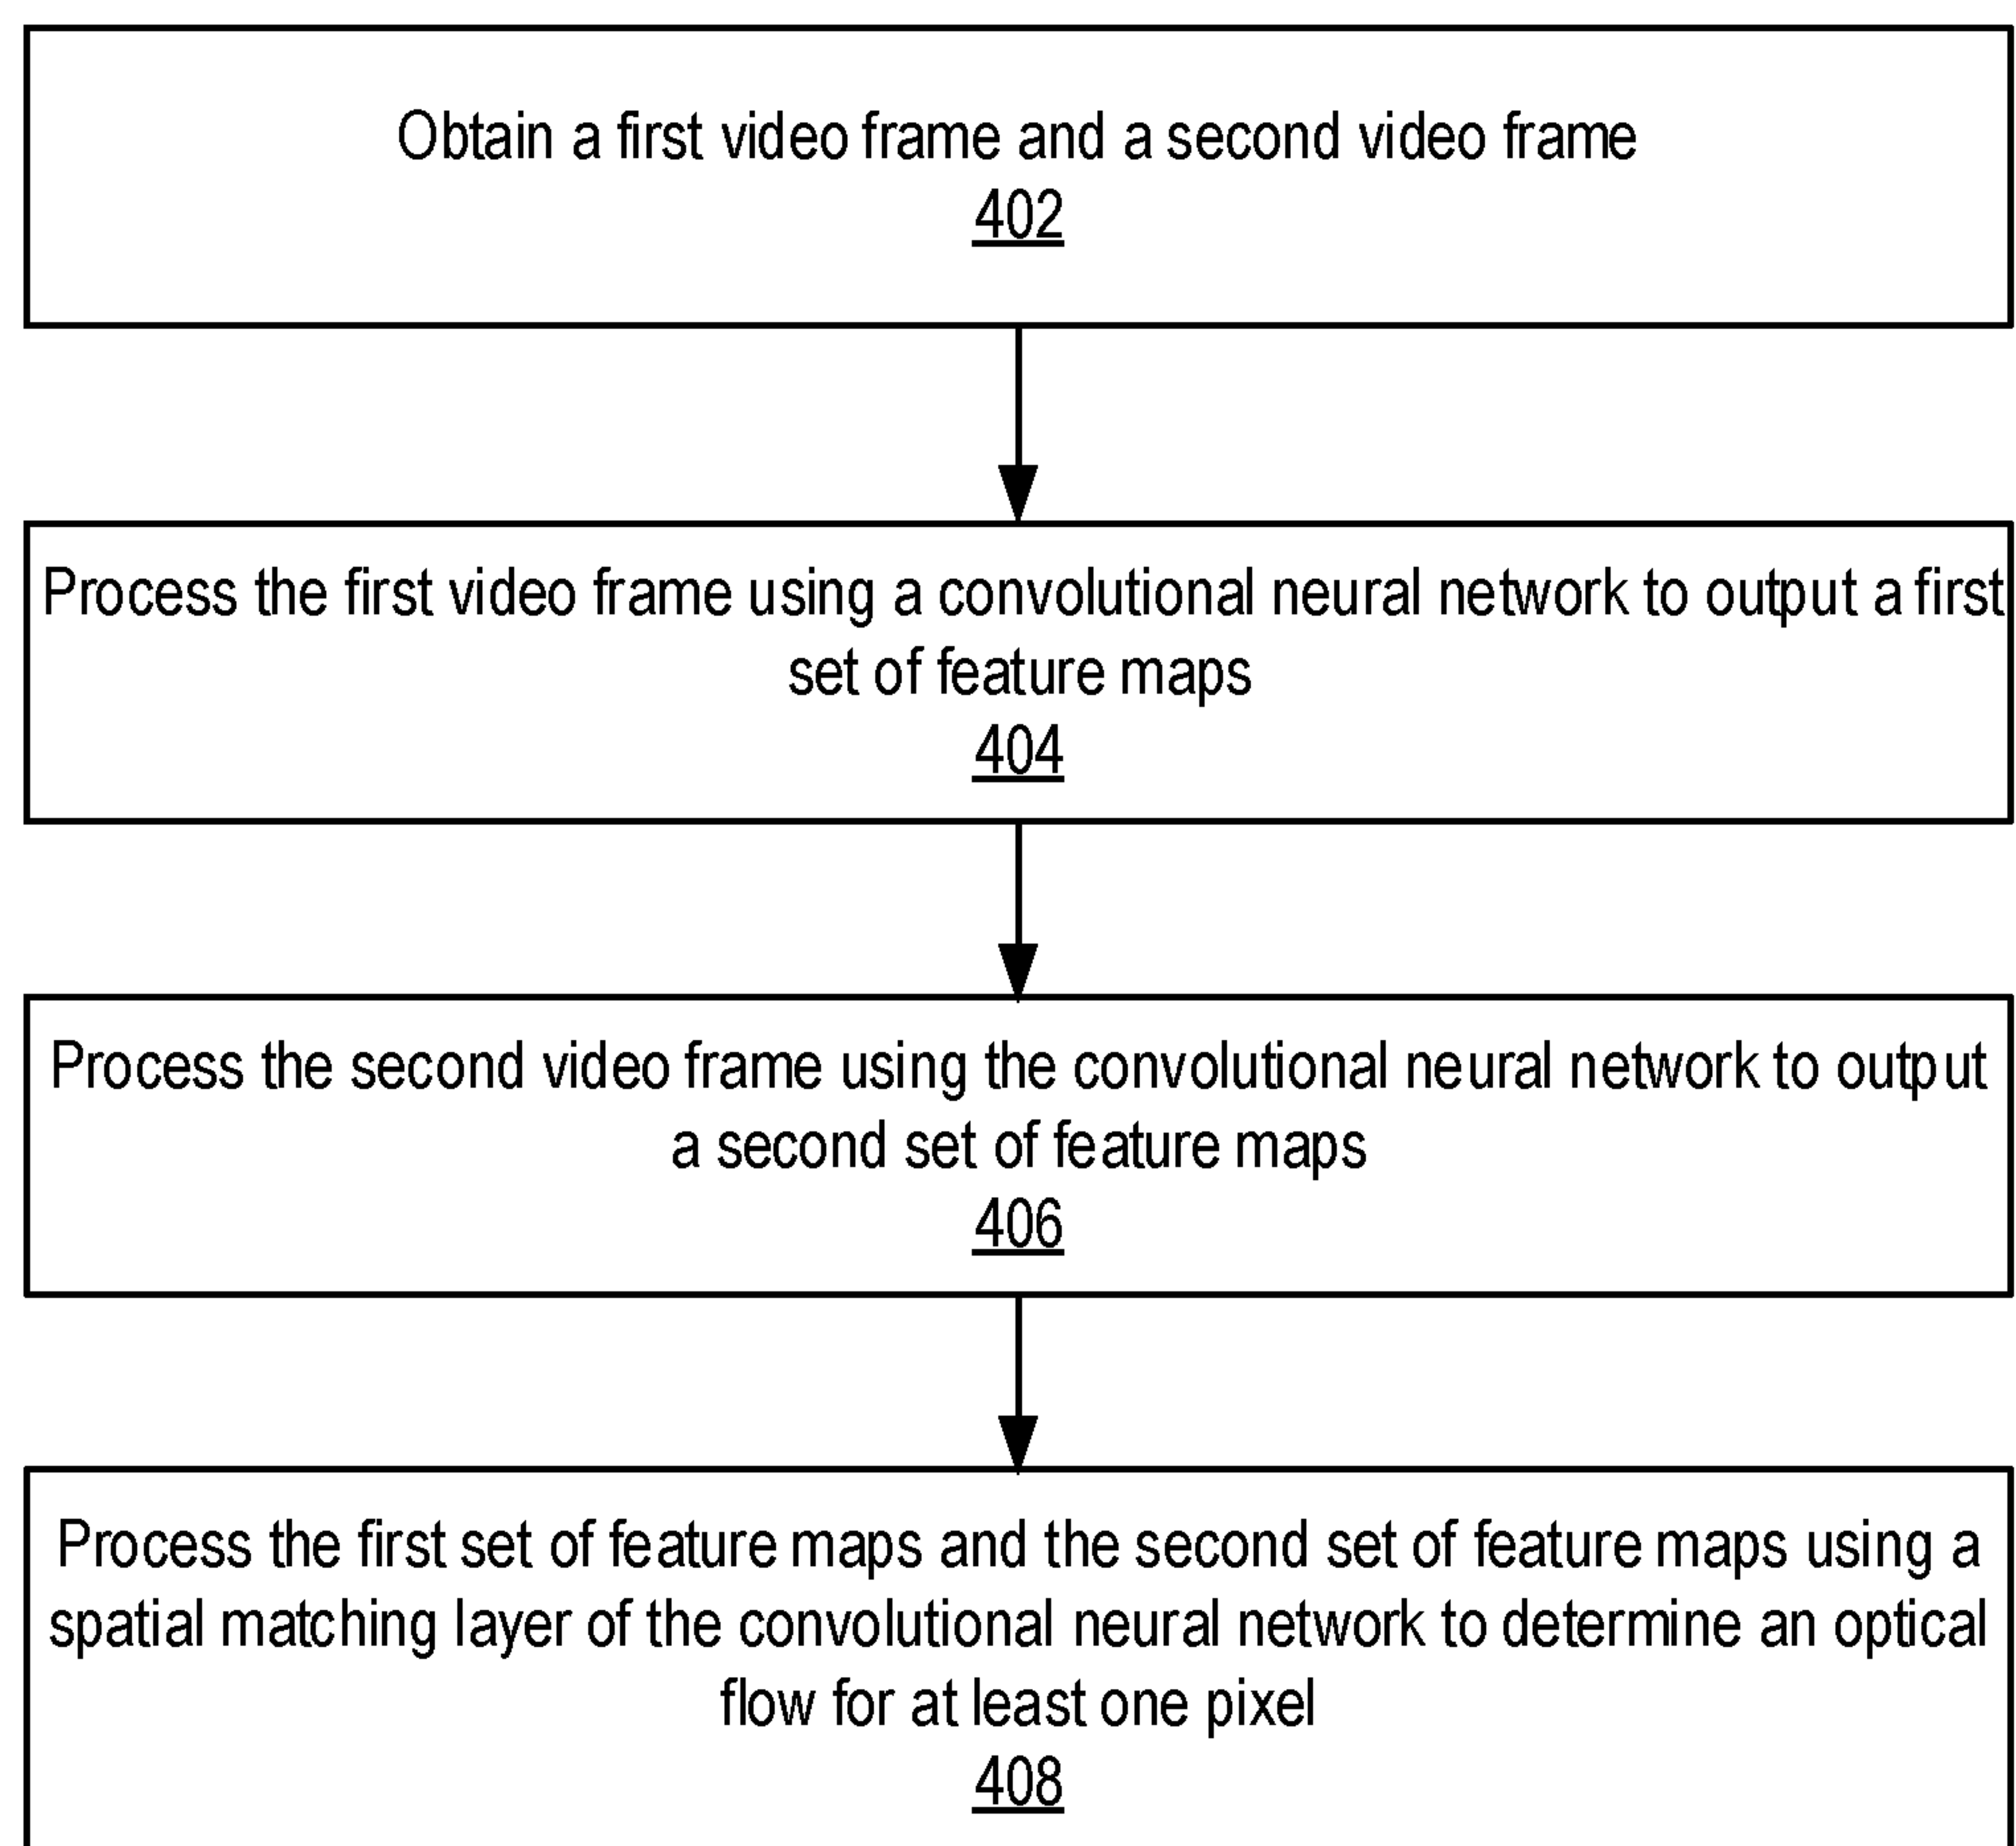 Obtain a first video frame and a second video frame
402
Process the first video frame using a convolutional neural network to output a first
set of feature maps
404
Process the second video frame using the convolutional neural network to output
a second set of feature maps
406
Process the first set of feature maps and the second set of feature maps using a
spatial matching layer of the convolutional neural network to determine an optical
flow for at least one pixel
408